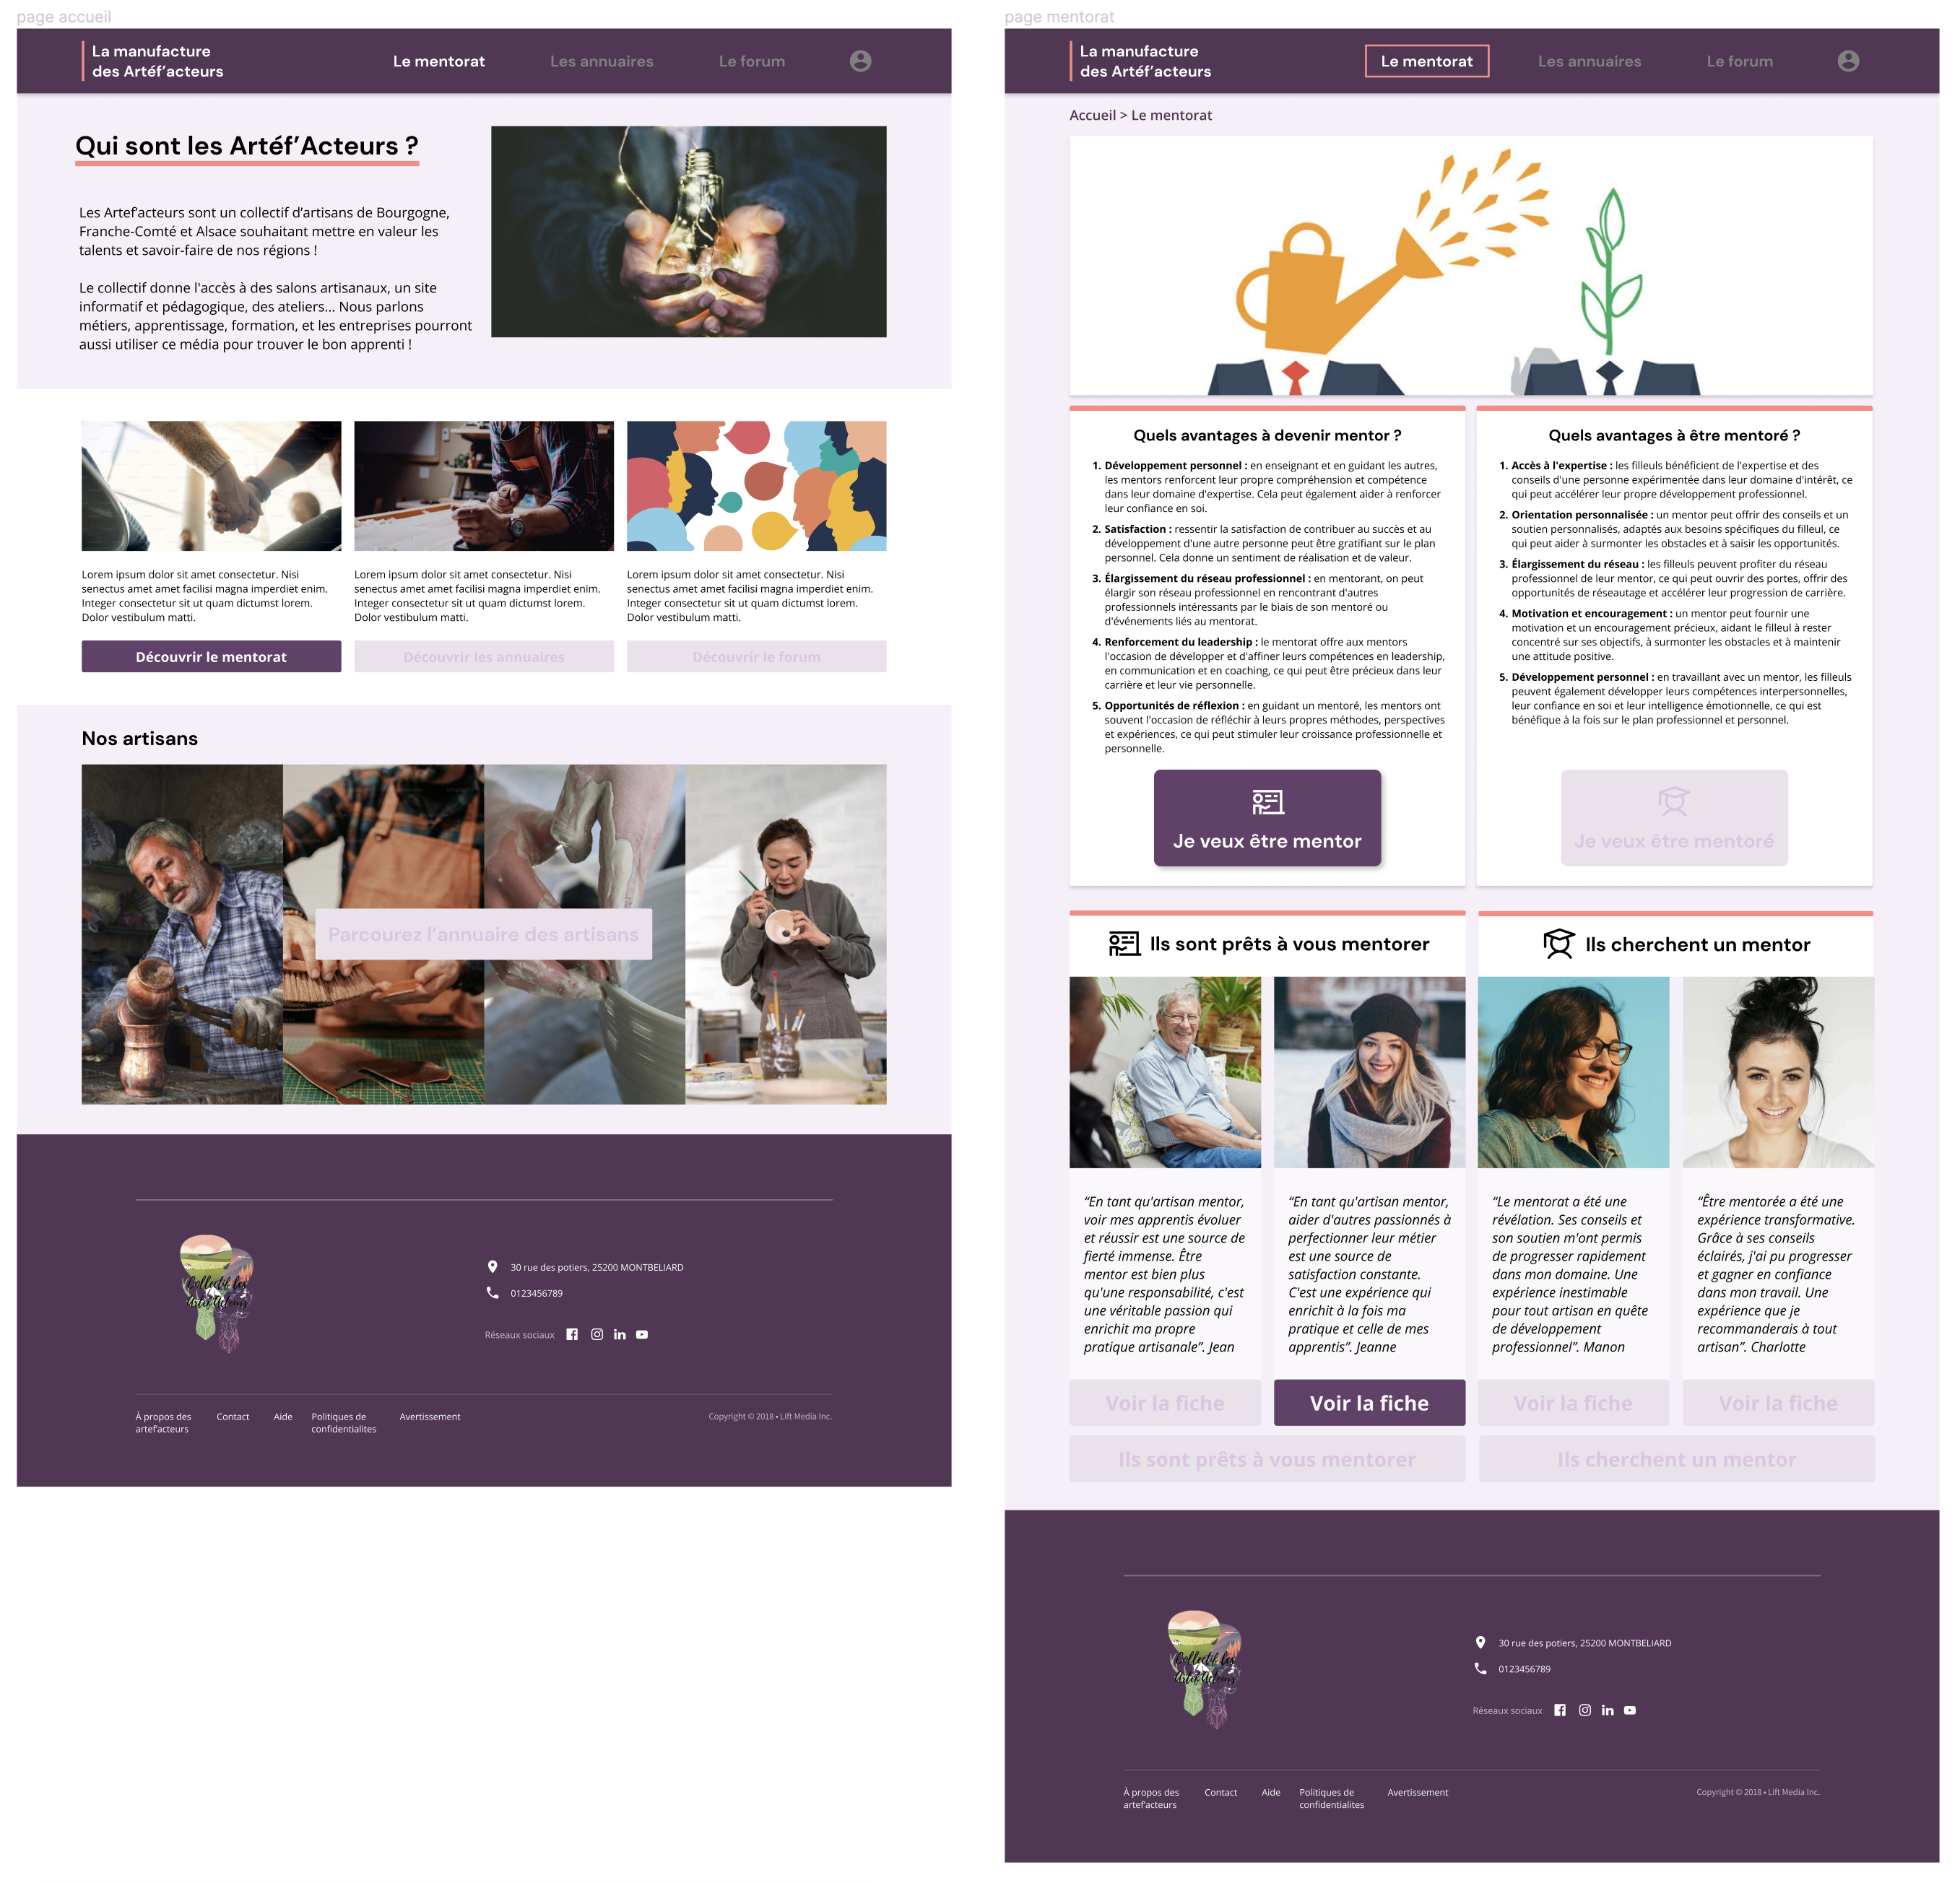 page accueil
La manufacture
des Artéf’acteurs
Le mentorat
Les annuaires
Le forum
Qui sont les Artéf’Acteurs ?
Les Artef’acteurs sont un collectif d’artisans de Bourgogne,
Franche-Comté et Alsace souhaitant mettre en valeur les
talents et savoir-faire de nos régions !
Le collectif donne l'accès à des salons artisanaux, un site
informatif et pédagogique, des ateliers... Nous parlons
métiers, apprentissage, formation, et les entreprises pourront
aussi utiliser ce média pour trouver le bon apprenti !
Lorem ipsum dolor sit amet consectetur. Nisi
senectus amet amet facilisi magna imperdiet enim.
Integer consectetur sit ut quam dictumst lorem.
Dolor vestibulum matti.
Découvrir le mentorat
Lorem ipsum dolor sit amet consectetur. Nisi
senectus amet amet facilisi magna imperdiet enim.
Integer consectetur sit ut quam dictumst lorem.
Dolor vestibulum matti.
Découvrir les annuaires
Lorem ipsum dolor sit amet consectetur. Nisi
senectus amet amet facilisi magna imperdiet enim.
Integer consectetur sit ut quam dictumst lorem.
Dolor vestibulum matti.
Découvrir le forum
Nos artisans
Parcourez l’annuaire des artisans
Collectif Les
Artéf'Acteurs
30 rue des potiers, 25200 MONTBELIARD
0123456789
Réseaux sociaux
À propos des
artef’acteurs
Contact
Aide
Politiques de
confidentialites
Avertissement
Copyright © 2018 • Lift Media Inc.
page mentorat
La manufacture
des Artéf’acteurs
Le mentorat
Les annuaires
Le forum
Accueil > Le mentorat
Quels avantages à devenir mentor ?
1. Développement personnel : en enseignant et en guidant les autres,
les mentors renforcent leur propre compréhension et compétence
dans leur domaine d'expertise. Cela peut également aider à renforcer
leur confiance en soi.
2. Satisfaction : ressentir la satisfaction de contribuer au succès et au
développement d'une autre personne peut être gratifiant sur le plan
personnel. Cela donne un sentiment de réalisation et de valeur.
3. Élargissement du réseau professionnel : en mentorant, on peut
élargir son réseau professionnel en rencontrant d'autres
professionnels intéressants par le biais de son mentoré ou
d'événements liés au mentorat.
4. Renforcement du leadership : le mentorat offre aux mentors
l'occasion de développer et d'affiner leurs compétences en leadership,
en communication et en coaching, ce qui peut être précieux dans leur
carrière et leur vie personnelle.
5. Opportunités de réflexion : en guidant un mentoré, les mentors ont
souvent l'occasion de réfléchir à leurs propres méthodes, perspectives
et expériences, ce qui peut stimuler leur croissance professionnelle et
personnelle.
Je veux être mentor
Quels avantages à être mentoré ?
1. Accès à l'expertise : les filleuls bénéficient de l'expertise et des
conseils d'une personne expérimentée dans leur domaine d'intérêt, ce
qui peut accélérer leur propre développement professionnel.
2. Orientation personnalisée : un mentor peut offrir des conseils et un
soutien personnalisés, adaptés aux besoins spécifiques du filleul, ce
qui peut aider à surmonter les obstacles et à saisir les opportunités.
3. Élargissement du réseau : les filleuls peuvent profiter du réseau
professionnel de leur mentor, ce qui peut ouvrir des portes, offrir des
opportunités de réseautage et accélérer leur progression de carrière.
4. Motivation et encouragement : un mentor peut fournir une
motivation et un encouragement précieux, aidant le filleul à rester
concentré sur ses objectifs, à surmonter les obstacles et à maintenir
une attitude positive.
5. Développement personnel : en travaillant avec un mentor, les filleuls
peuvent également développer leurs compétences interpersonnelles,
leur confiance en soi et leur intelligence émotionnelle, ce qui est
bénéfique à la fois sur le plan professionnel et personnel.
Je veux être mentoré
Ils sont prêts à vous mentorer
“En tant qu'artisan mentor,
voir mes apprentis évoluer
et réussir est une source de
fierté immense. Être
mentor est bien plus
qu'une responsabilité, c'est
une véritable passion qui
enrichit ma propre
pratique artisanale”. Jean
Voir la fiche
“En tant qu'artisan mentor,
aider d'autres passionnés à
perfectionner leur métier
est une source de
satisfaction constante.
C'est une expérience qui
enrichit à la fois ma
pratique et celle de mes
apprentis”. Jeanne
Voir la fiche
Ils sont prêts à vous mentorer
Ils cherchent un mentor
“Le mentorat a été une
révélation. Ses conseils et
son soutien m'ont permis
de progresser rapidement
dans mon domaine. Une
expérience inestimable
pour tout artisan en quête
de développement
professionnel”. Manon
Voir la fiche
“Être mentorée a été une
expérience transformative.
Grâce à ses conseils
éclairés, j'ai pu progresser
et gagner en confiance
dans mon travail. Une
expérience que je
recommanderais à tout
artisan”. Charlotte
Voir la fiche
Ils cherchent un mentor
Collectif Les
Artéf'Acteurs
30 rue des potiers, 25200 MONTBELIARD
0123456789
Réseaux sociaux
À propos des
artef’acteurs
Contact
Aide
Politiques de
confidentialites
Avertissement
Copyright © 2018 • Lift Media Inc.